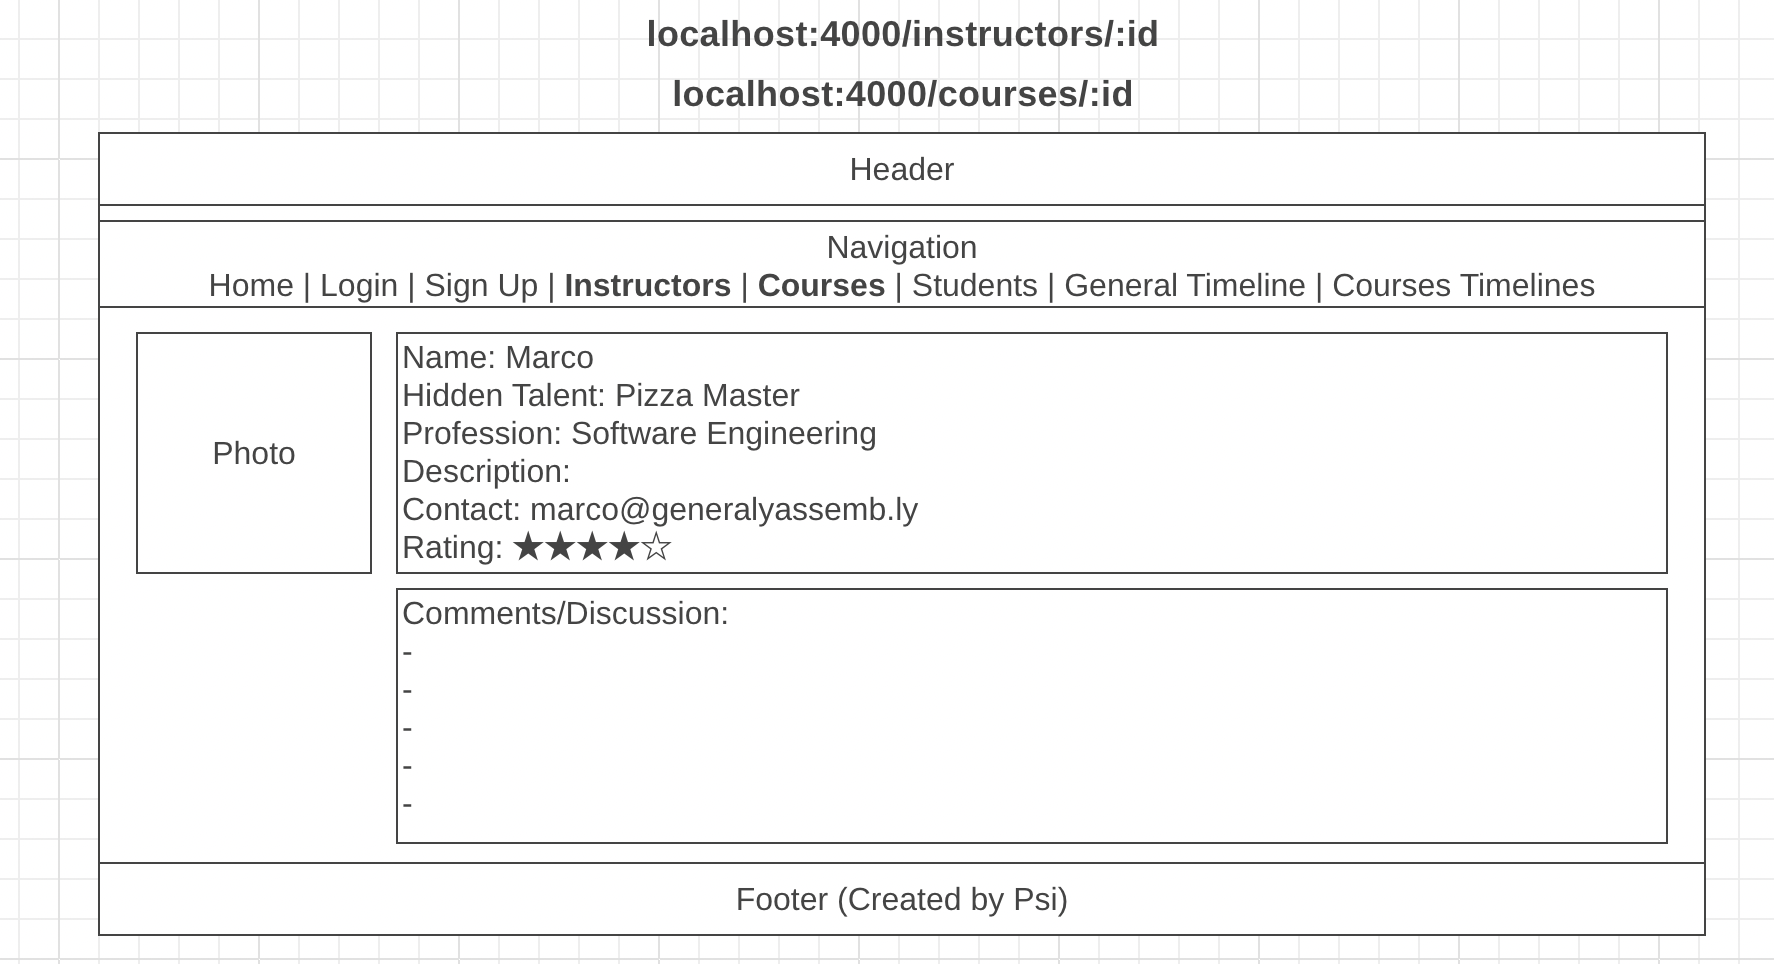 localhost:4000/instructors/:id
localhost:4000/courses/:id
Header
Navigation
Home | Login | Sign Up | Instructors | Courses | Students | General Timeline | Courses Timelines
Photo
Name: Marco
Hidden Talent: Pizza Master
Profession: Software Engineering
Description:
Contact: marco@generalyassemb.ly
Rating: ★★★★☆
Comments/Discussion:
-
-
-
-
-
Footer (Created by Psi)